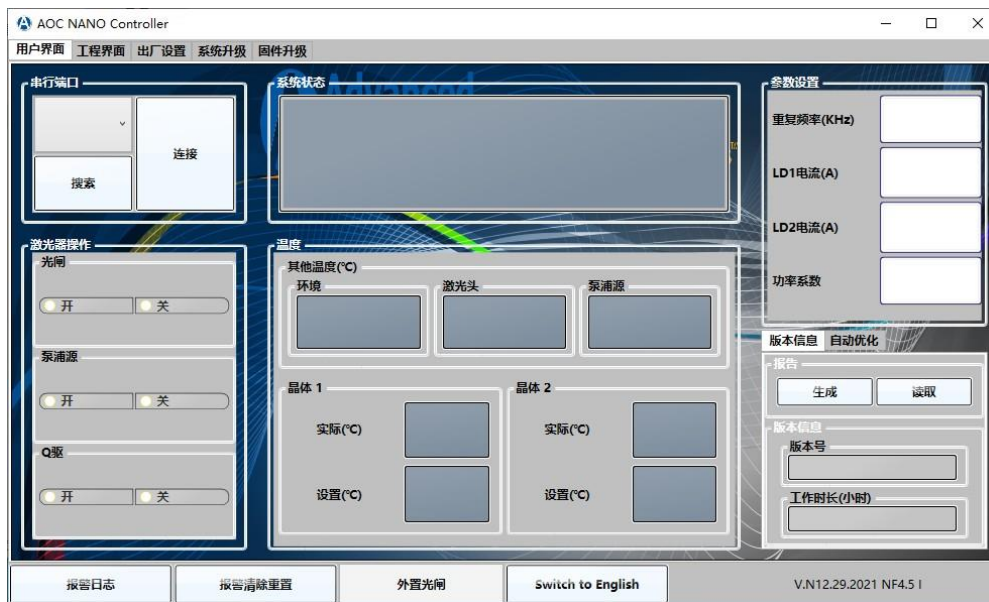 AOC NANO Controller
用户界面 工程界面 出厂设置 系统升级 固件升级
串行端口
连接
搜索
系统状态
Advanced
参数设置
重复频率(KHz)
LD1电流(A)
LD2电流(A)
功率系数
激光器操作
光闸
开 关
泵浦源
开 关
Q驱
开 关
温度
其他温度(℃)
环境 激光头 泵浦源
晶体 1
实际(℃)
设置(℃)
晶体 2
实际(℃)
设置(℃)
版本信息 自动优化
报告
生成 读取
版本信息
版本号
工作时长(小时)
报警日志 报警清除重置 外置光闸 Switch to English V.N12.29.2021 NF4.5 I